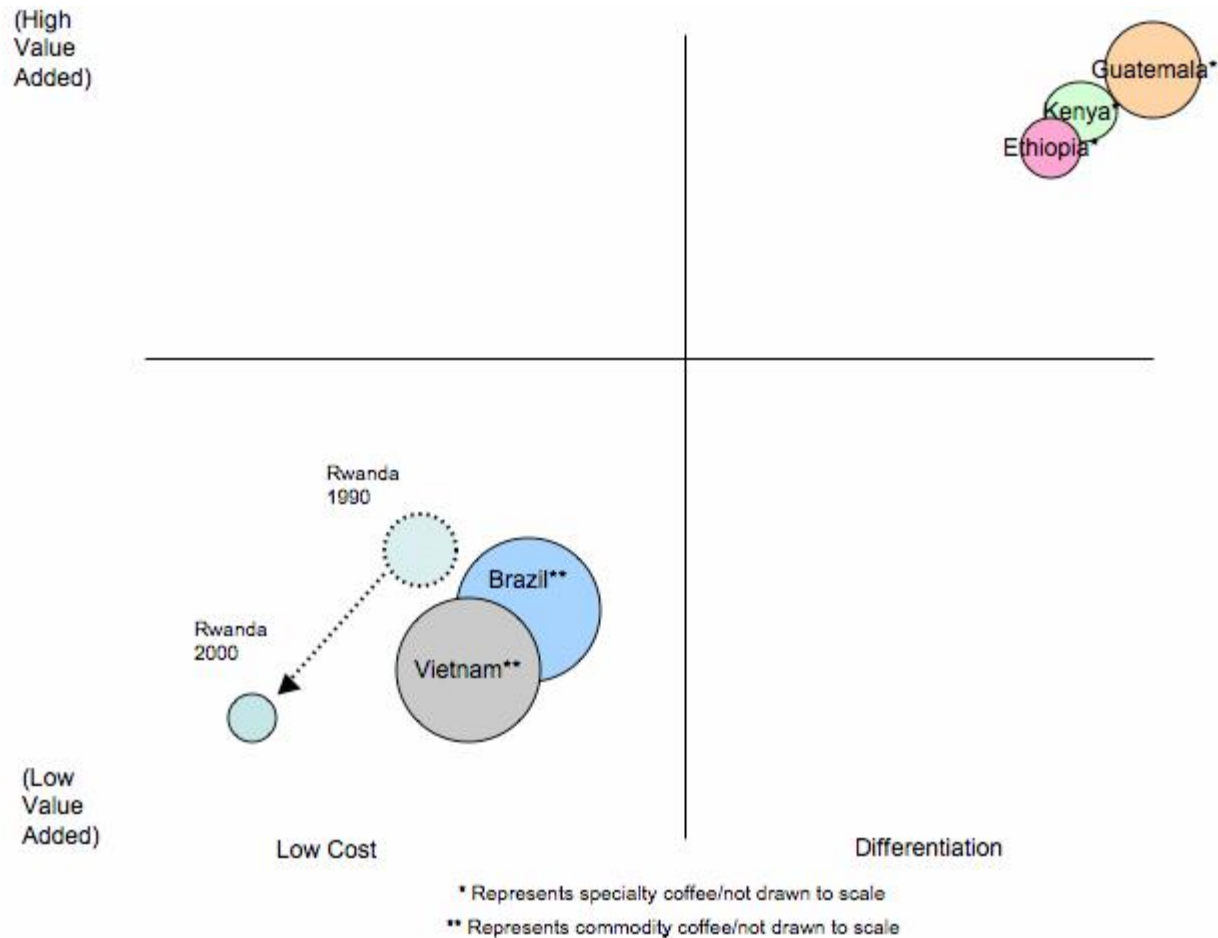 (High
Value
Added)
Guatemala*
Kenya*
Ethiopia*
Rwanda
1990
Brazil**
Rwanda
2000
Vietnam**
(Low
Value
Added)
Low Cost
Differentiation
* Represents specialty coffee/not drawn to scale
** Represents commodity coffee/not drawn to scale